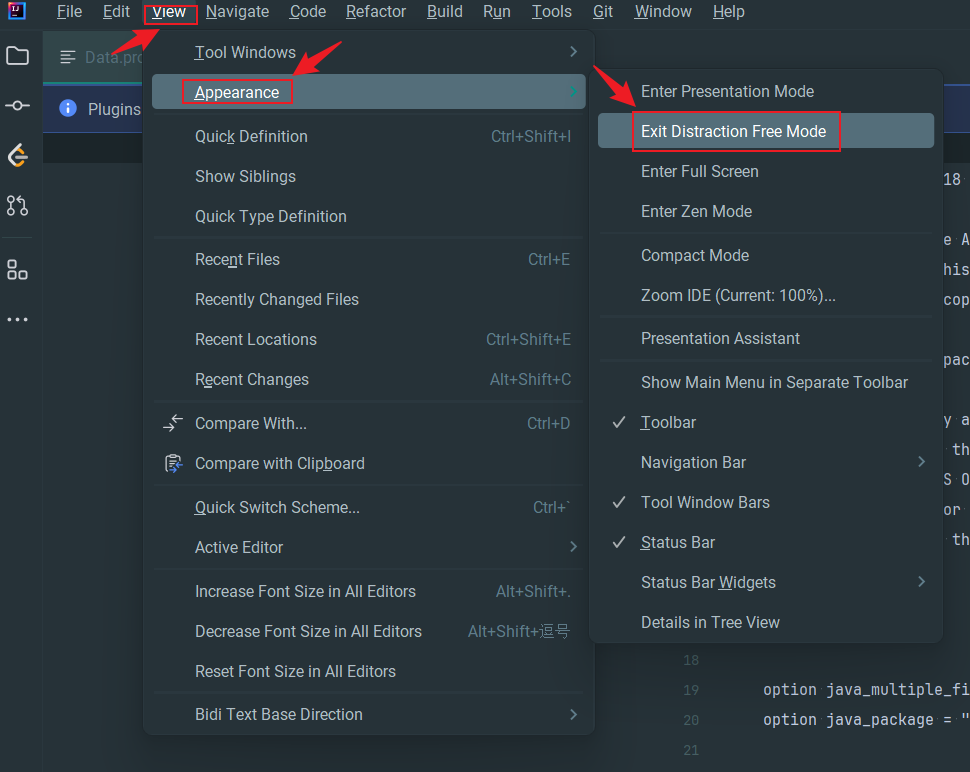 File Edit View Navigate Code Refactor Build Run Tools Git Window Help
Data.pro
Plugins
Tool Windows
Appearance
Quick Definition Ctrl+Shift+I
Show Siblings
Quick Type Definition
Recent Files Ctrl+E
Recently Changed Files
Recent Locations Ctrl+Shift+E
Recent Changes Alt+Shift+C
Compare With... Ctrl+D
Compare with Clipboard
Quick Switch Scheme... Ctrl+`
Active Editor
Increase Font Size in All Editors Alt+Shift+.
Decrease Font Size in All Editors Alt+Shift+逗号
Reset Font Size in All Editors
Bidi Text Base Direction
Enter Presentation Mode
Exit Distraction Free Mode
Enter Full Screen
Enter Zen Mode
Compact Mode
Zoom IDE (Current: 100%)...
Presentation Assistant
Show Main Menu in Separate Toolbar
Toolbar
Navigation Bar
Tool Window Bars
Status Bar
Status Bar Widgets
Details in Tree View
18
e A
his
cop
pac
y a
th
S O
or
th
18
19 option java_multiple_fi
20 option java_package = "
21